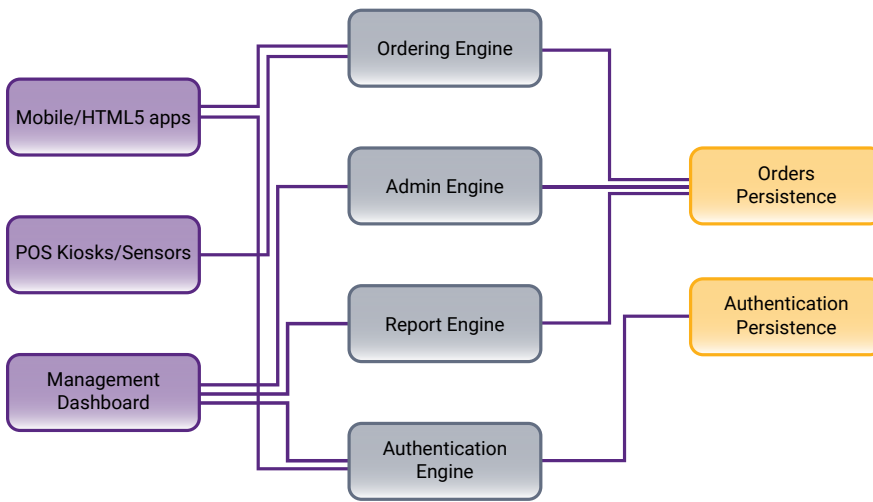 Mobile/HTML5 apps
POS Kiosks/Sensors
Management
Dashboard
Ordering Engine
Admin Engine
Report Engine
Authentication
Engine
Orders
Persistence
Authentication
Persistence